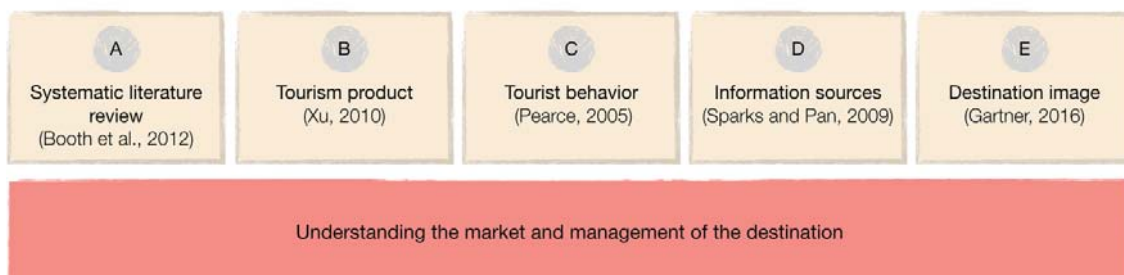 A
Systematic literature
review
(Booth et al., 2012)
B
Tourism product
(Xu, 2010)
C
Tourist behavior
(Pearce, 2005)
D
Information sources
(Sparks and Pan, 2009)
E
Destination image
(Gartner, 2016)
Understanding the market and management of the destination